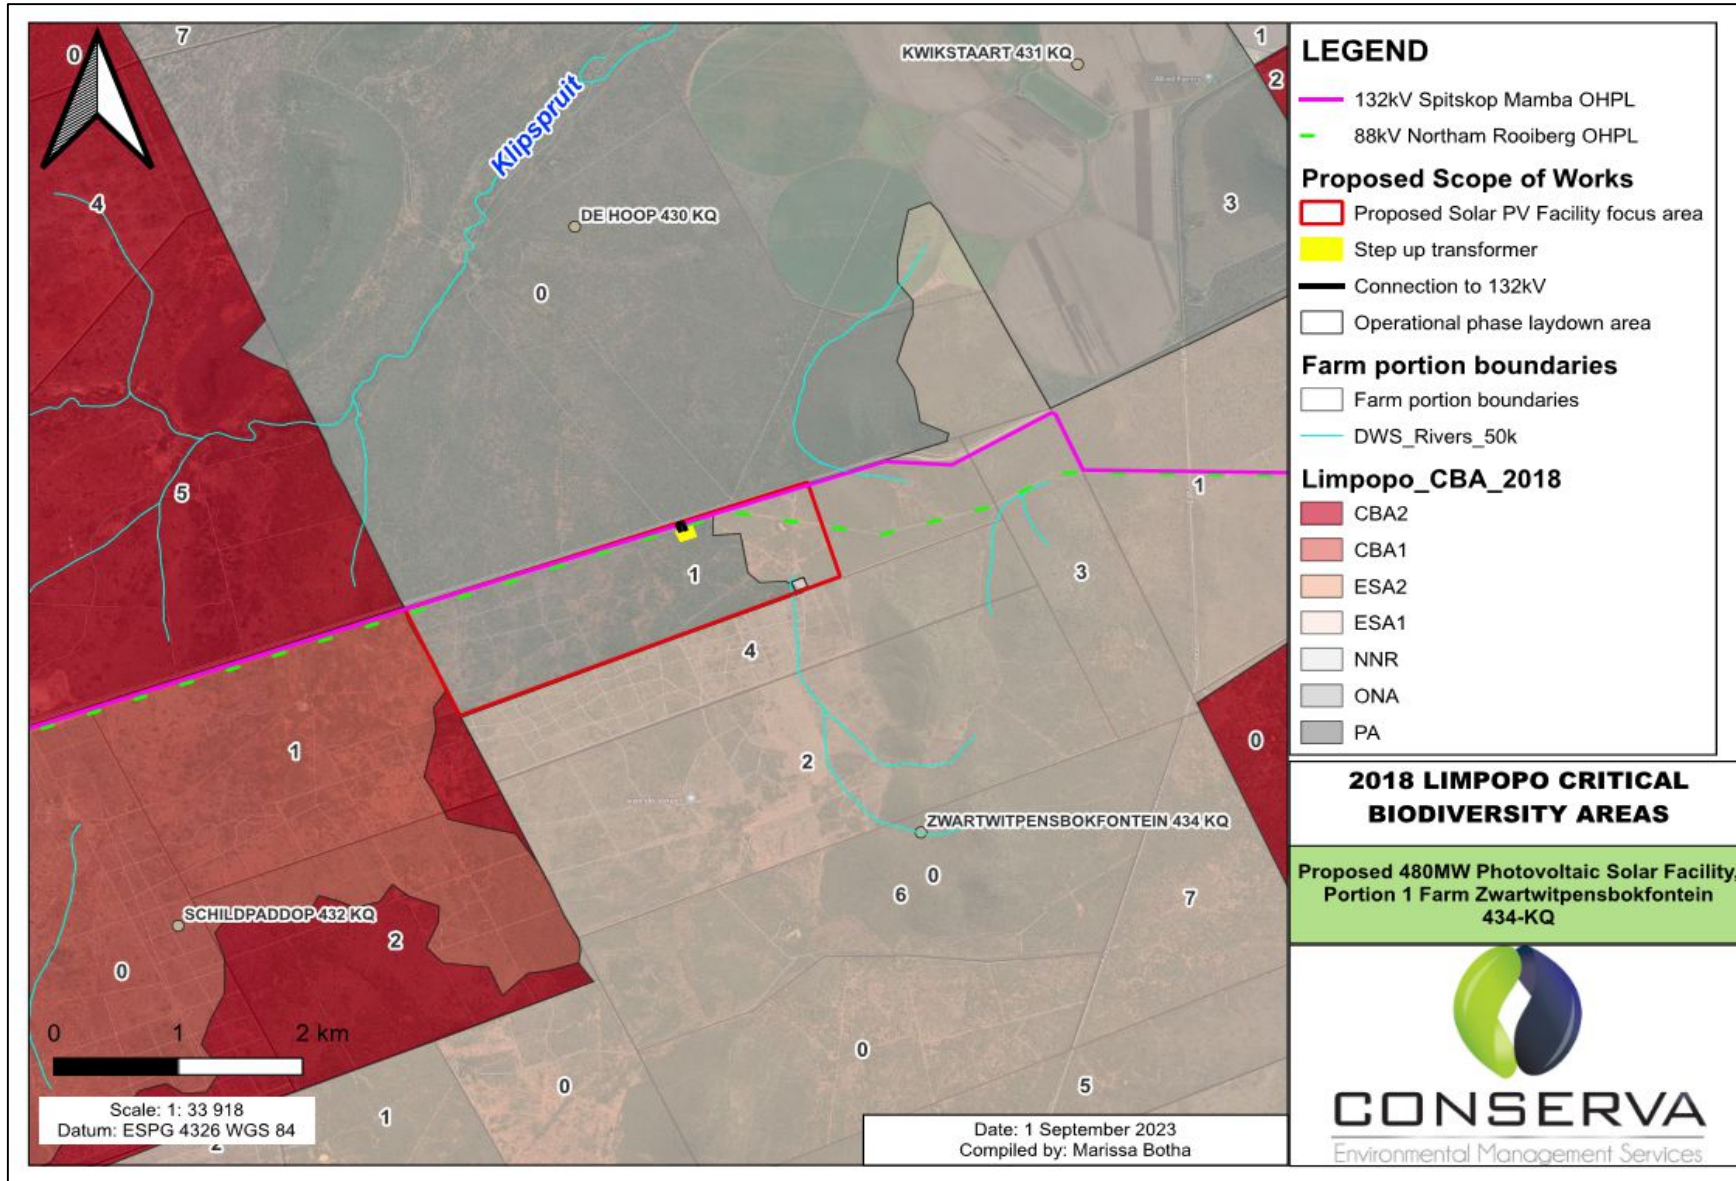 7
0
KWIKSTAART 431 KQ
1
2
Klipspruit
4
3
DE HOOP 430 KQ
0
5
1
1
3
4
1
2
0
ZWARTWITPENSBOKFONTEIN 434 KQ
0
6
7
SCHILDPADDOP 432 KQ
2
0
0
1 2 km
0
0
5
1
2
Scale: 1: 33 918
Datum: ESPG 4326 WGS 84
Date: 1 September 2023
Compiled by: Marissa Botha
LEGEND
132kV Spitskop Mamba OHPL
88kV Northam Rooiberg OHPL
Proposed Scope of Works
Proposed Solar PV Facility focus area
Step up transformer
Connection to 132kV
Operational phase laydown area
Farm portion boundaries
Farm portion boundaries
DWS_Rivers_50k
Limpopo_CBA_2018
CBA2
CBA1
ESA2
ESA1
NNR
ONA
PA
2018 LIMPOPO CRITICAL
BIODIVERSITY AREAS
Proposed 480MW Photovoltaic Solar Facility,
Portion 1 Farm Zwartwitpensbokfontein
434-KQ
CONSERVA
Environmental Management Services